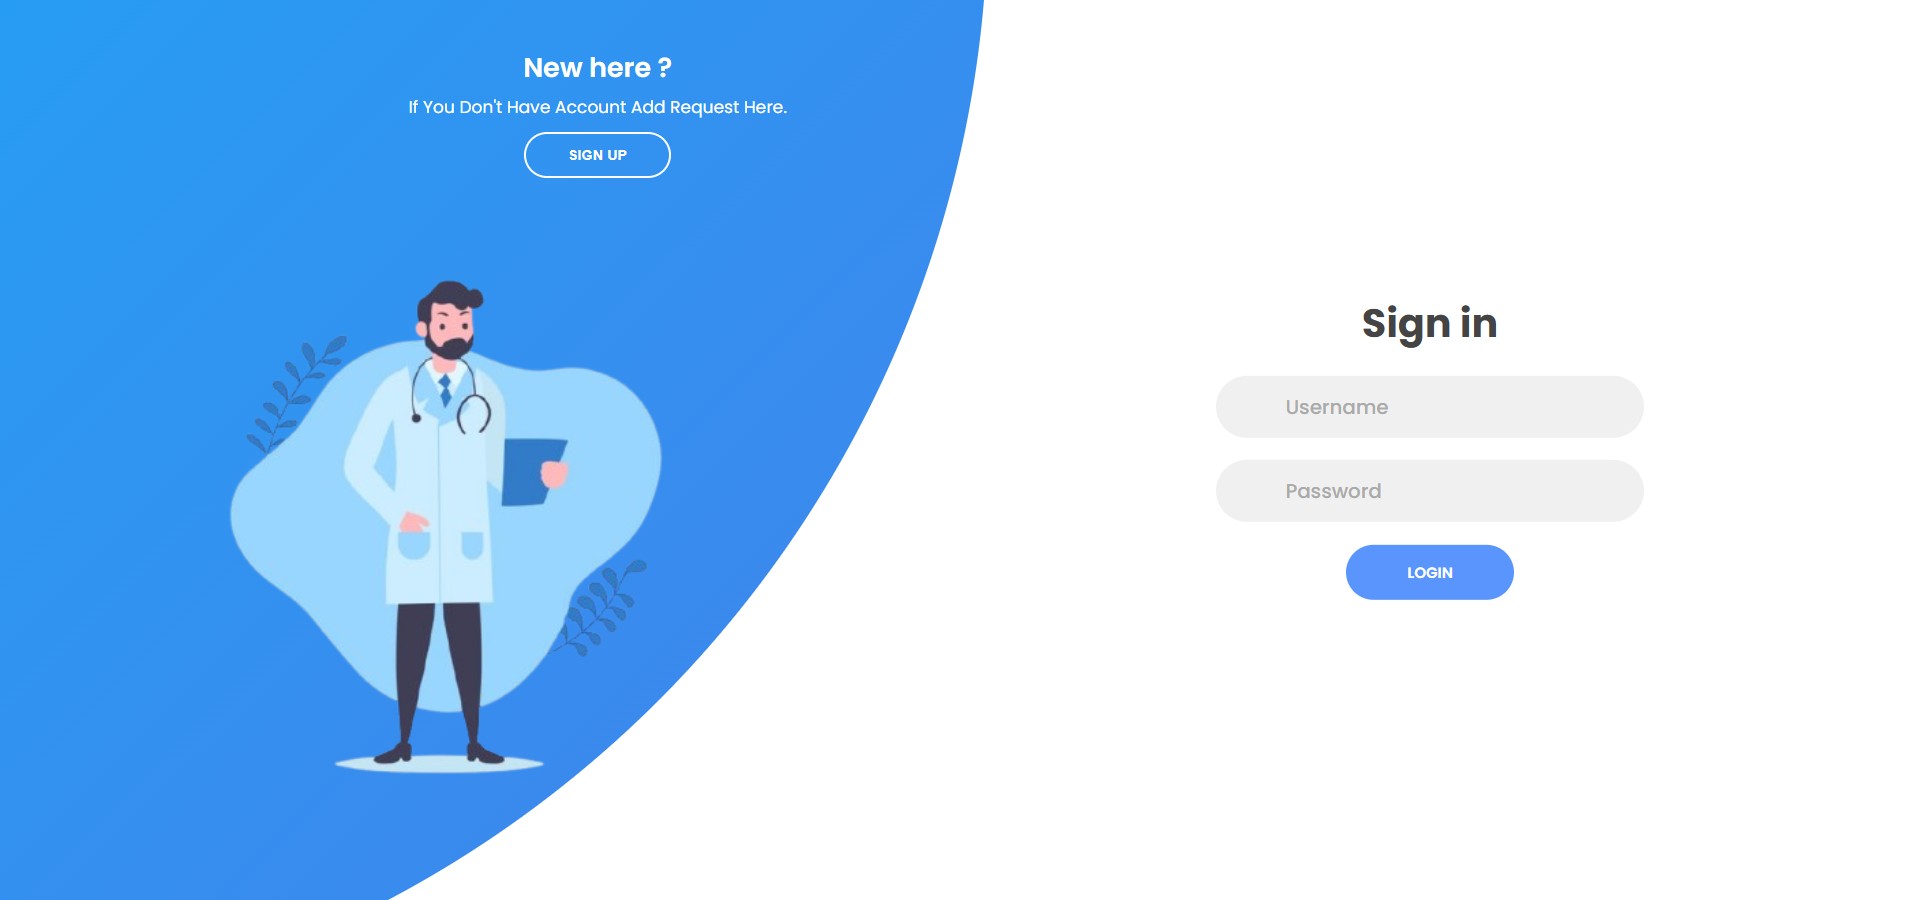 New here ?
If You Don't Have Account Add Request Here.
SIGN UP
Sign in
Username
Password
LOGIN